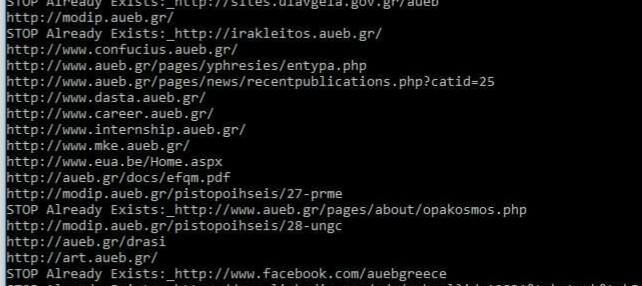 STOP Already Exists:_http://sites.diavgeia.gov.gr/aueb
http://modip.aueb.gr/
STOP Already Exists:_http://irakleitos.aueb.gr/
http://www.confucius.aueb.gr/
http://www.aueb.gr/pages/yphresies/entypa.php
http://www.aueb.gr/pages/news/recentpublications.php?catid=25
http://www.dasta.aueb.gr/
http://www.career.aueb.gr/
http://www.internship.aueb.gr/
http://www.mke.aueb.gr/
http://www.eua.be/Home.aspx
http://aueb.gr/docs/efqm.pdf
http://modip.aueb.gr/pistopoihseis/27-prme
STOP Already Exists:_http://www.aueb.gr/pages/about/opakosmos.php
http://modip.aueb.gr/pistopoihseis/28-ungc
http://aueb.gr/drasi
http://art.aueb.gr/
STOP Already Exists:_http://www.facebook.com/auebgreece